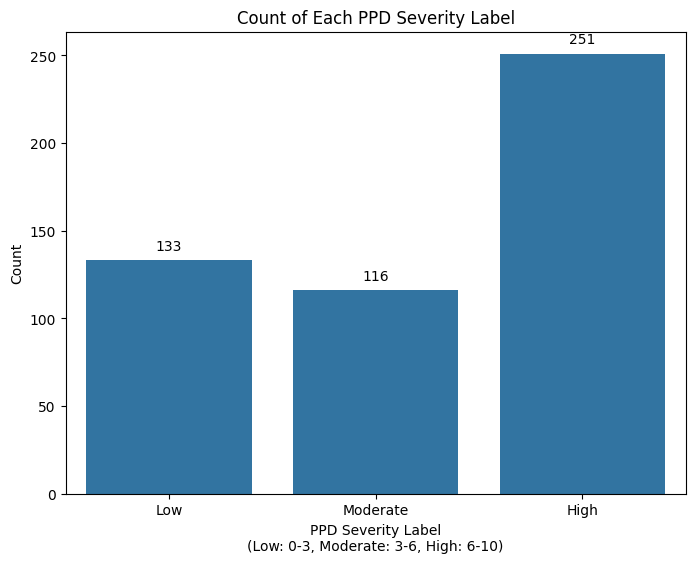 Count of Each PPD Severity Label
251
250
200
150
133
116
100
50
0
Count
Low Moderate High
PPD Severity Label
(Low: 0-3, Moderate: 3-6, High: 6-10)